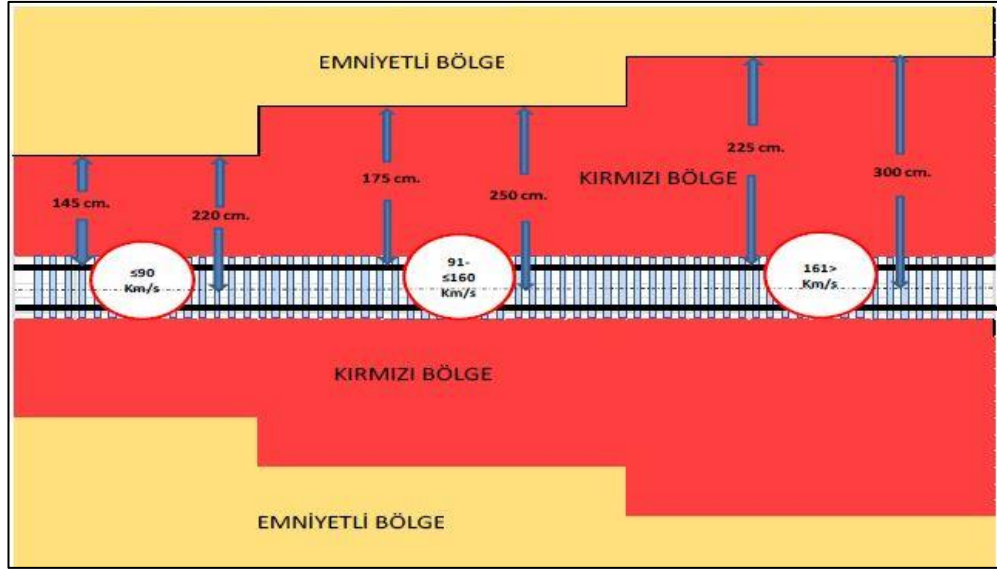 EMNİYETLİ BÖLGE
145 cm.
220 cm.
175 cm.
250 cm.
225 cm.
300 cm.
KIRMIZI BÖLGE
≤90
Km/s
91-
≤160
Km/s
161>
Km/s
KIRMIZI BÖLGE
EMNİYETLİ BÖLGE